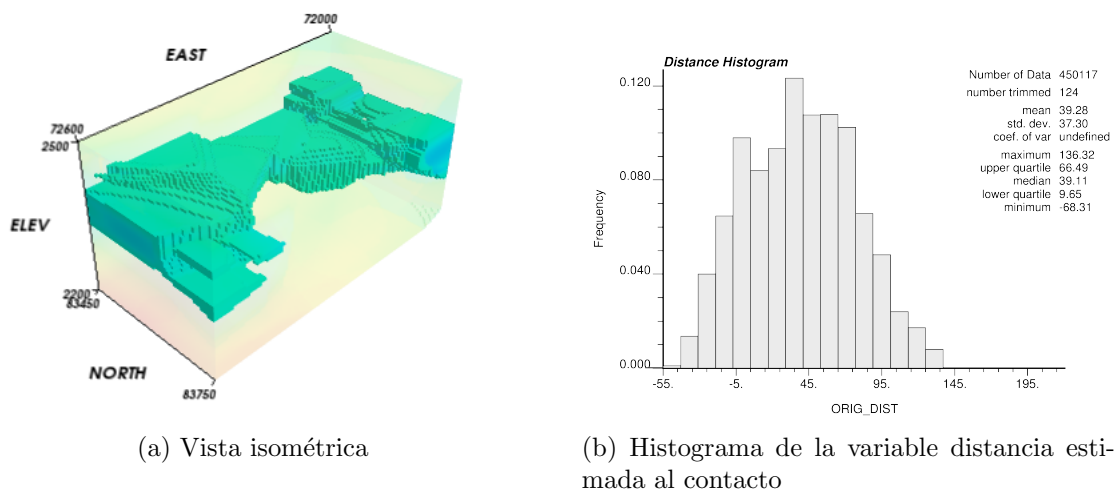 72000
EAST
72600
2500
ELEV
2200
83450
NORTH
83750
(a) Vista isométrica
Distance Histogram
Number of Data 450117
number trimmed 124
mean 39.28
std. dev. 37.30
coef. of var undefined
maximum 136.32
upper quartile 66.49
median 39.11
lower quartile 9.65
minimum -68.31
Frequency
0.120
0.080
0.040
0.000
-55. -5. 45. 95. 145. 195.
ORIG_DIST
(b) Histograma de la variable distancia esti-
mada al contacto